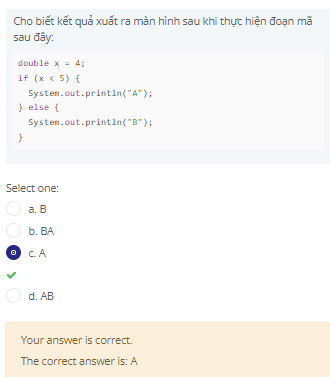 Cho biết kết quả xuất ra màn hình sau khi thực hiện đoạn mã
sau đây:
double x = 4;
if (x < 5) {
  System.out.println("A");
} else {
  System.out.println("B");
}
Select one:
a. B
b. BA
c. A
d. AB
Your answer is correct.
The correct answer is: A